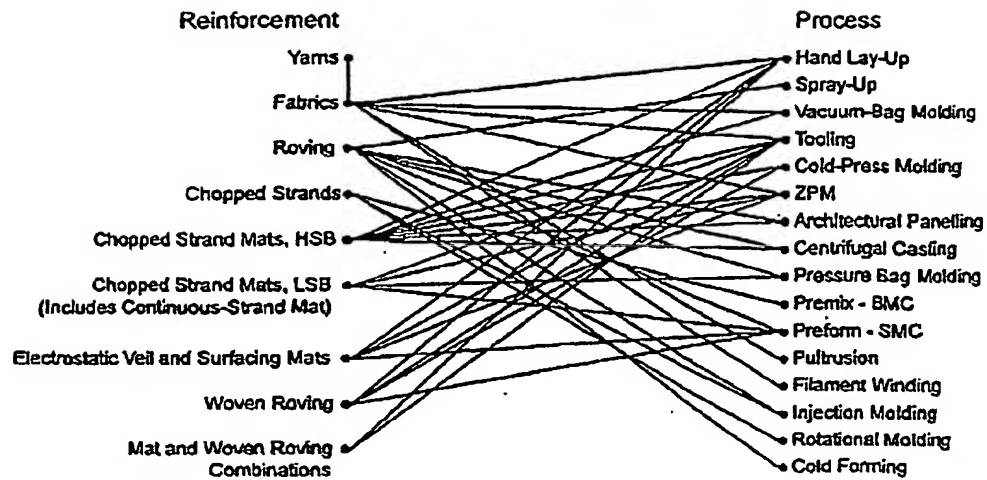 Reinforcement
Yarns
Fabrics
Roving
Chopped Strands
Chopped Strand Mats, HSB
Chopped Strand Mats, LSB
(Includes Continuous-Strand Mat)
Electrostatic Veil and Surfacing Mats
Woven Roving
Mat and Woven Roving
Combinations
Process
Hand Lay-Up
Spray-Up
Vacuum-Bag Molding
Tooling
Cold-Press Molding
ZPM
Architectural Panelling
Centrifugal Casting
Pressure Bag Molding
Premix - BMC
Preform - SMC
Pultrusion
Filament Winding
Injection Molding
Rotational Molding
Cold Forming